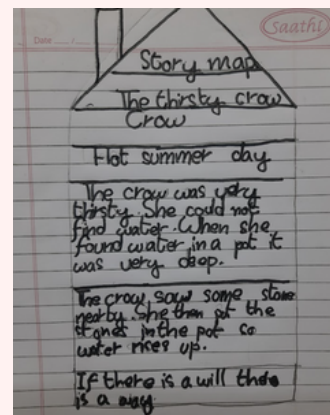 Saathi
Date
Story map
The thirsty crow
Crow
Hot summer day
The crow was very
thirsty. She could not
find water. When she
found water in a pot it
was very deep.
The crow saw some stone
nearby. She then put the
stones in the pot so
water rises up.
If there is a will there
is a way